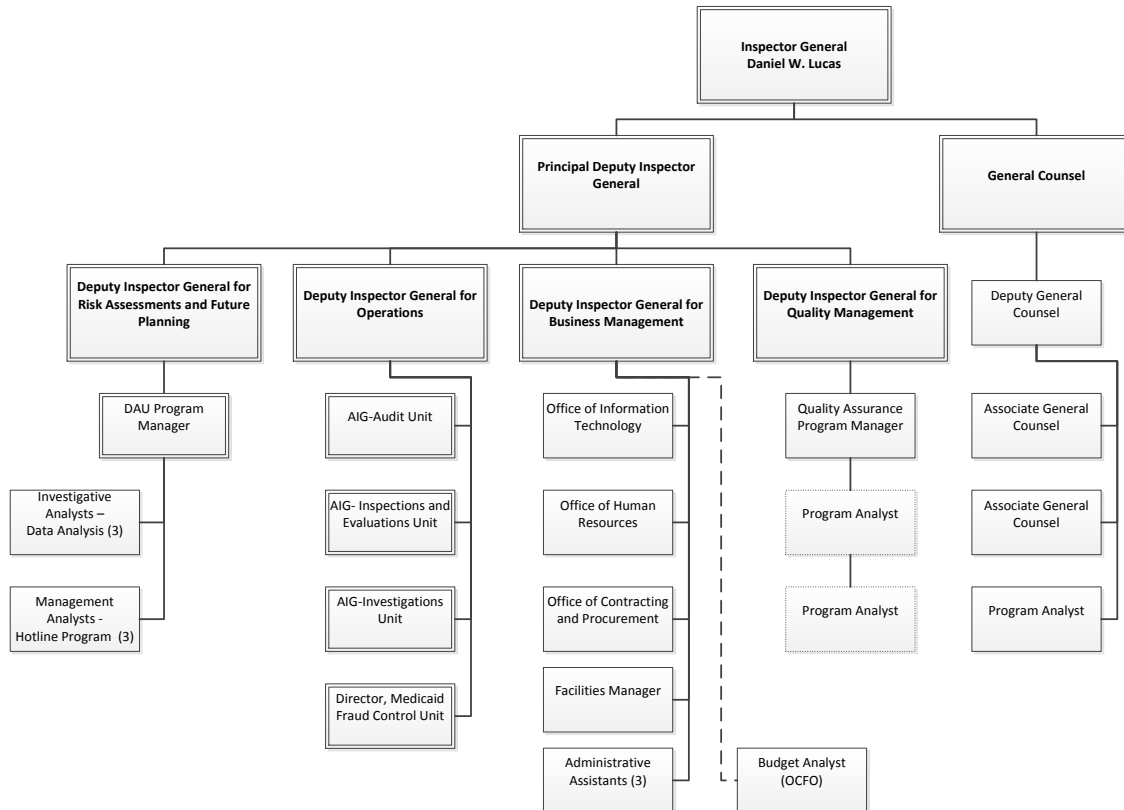 Inspector General
Daniel W. Lucas
Principal Deputy Inspector
General
General Counsel
Deputy Inspector General for
Risk Assessments and Future
Planning
Deputy Inspector General for
Operations
Deputy Inspector General for
Business Management
Deputy Inspector General for
Quality Management
Deputy General
Counsel
DAU Program
Manager
AIG-Audit Unit
Office of Information
Technology
Quality Assurance
Program Manager
Associate General
Counsel
Investigative
Analysts –
Data Analysis (3)
AIG- Inspections and
Evaluations Unit
Office of Human
Resources
Program Analyst
Associate General
Counsel
Management
Analysts -
Hotline Program (3)
AIG-Investigations
Unit
Office of Contracting
and Procurement
Program Analyst
Program Analyst
Director, Medicaid
Fraud Control Unit
Facilities Manager
Administrative
Assistants (3)
Budget Analyst
(OCFO)